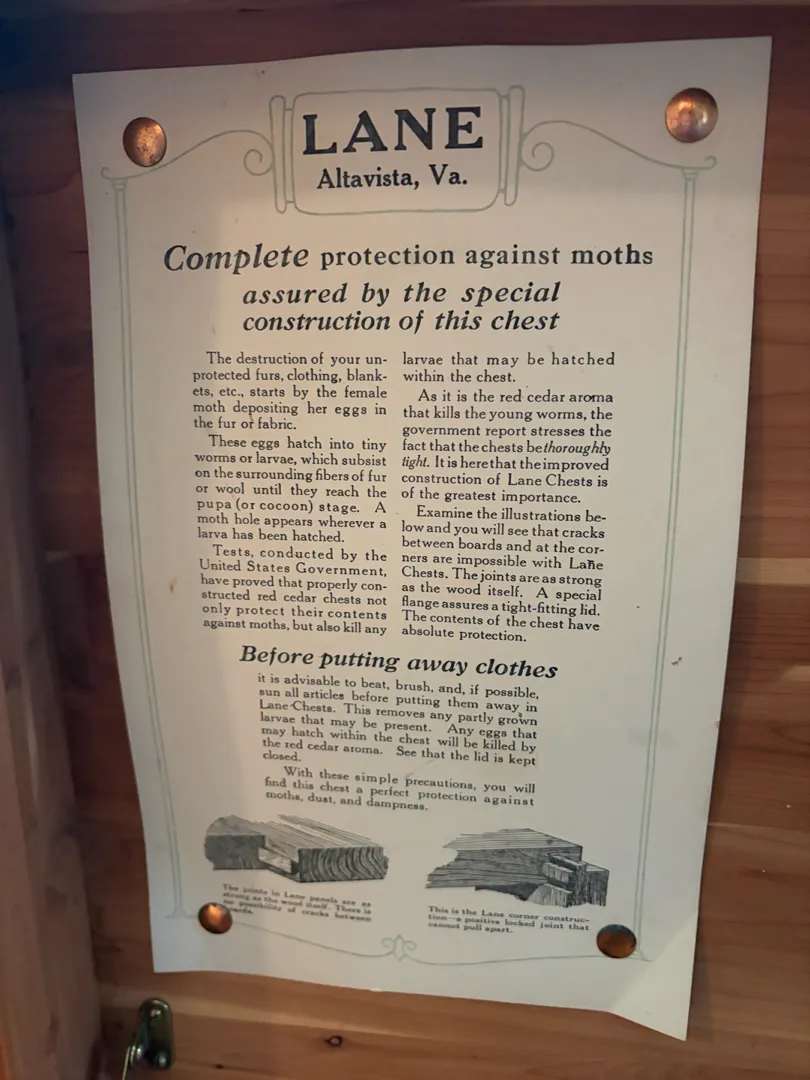 LANE
Altavista, Va.
Complete protection against moths
assured by the special
construction of this chest
The destruction of your un-
protected furs, clothing, blank-
ets, etc., starts by the female
moth depositing her eggs in
the fur or fabric.
These eggs hatch into tiny
worms or larvae, which subsist
on the surrounding fibers of fur
or wool until they reach the
pupa (or cocoon) stage. A
moth hole appears wherever a
larva has been hatched.
Tests, conducted by the
United States Government,
have proved that properly con-
structed red cedar chests not
only protect their contents
against moths, but also kill any
larvae that may be hatched
within the chest.
As it is the red cedar aroma
that kills the young worms, the
government report stresses the
fact that the chests be thoroughly
tight. It is here that the improved
construction of Lane Chests is
of the greatest importance.
Examine the illustrations be-
low and you will see that cracks
between boards and at the cor-
ners are impossible with Lane
Chests. The joints are as strong
as the wood itself. A special
flange assures a tight-fitting lid.
The contents of the chest have
absolute protection.
Before putting away clothes
it is advisable to beat, brush, and, if possible,
sun all articles before putting them away in
Lane Chests. This removes any partly grown
larvae that may be present. Any eggs that
may hatch within the chest will be killed by
the red cedar aroma. See that the lid is kept
closed.
With these simple precautions, you will
find this chest a perfect protection against
moths, dust, and dampness.
The joints in Lane panels are as
strong as the wood itself. There is
no possibility of cracks between
boards.
This is the Lane corner construc-
tion—a positive locked joint that
cannot pull apart.